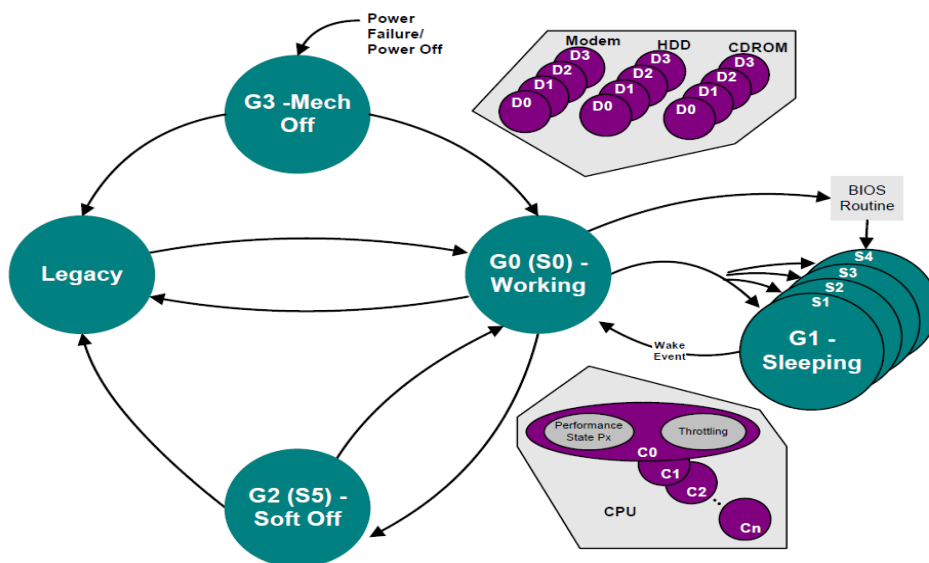 Power
Failure/
Power Off
G3 -Mech
Off
Modem
HDD
CDROM
D3
D2
D1
D0
D3
D2
D1
D0
D3
D2
D1
D0
BIOS
Routine
Legacy
G0 (S0) -
Working
S4
S3
S2
S1
G1 -
Sleeping
Wake
Event
Performance
State Px
Throttling
C0
C1
C2
Cn
CPU
G2 (S5) -
Soft Off